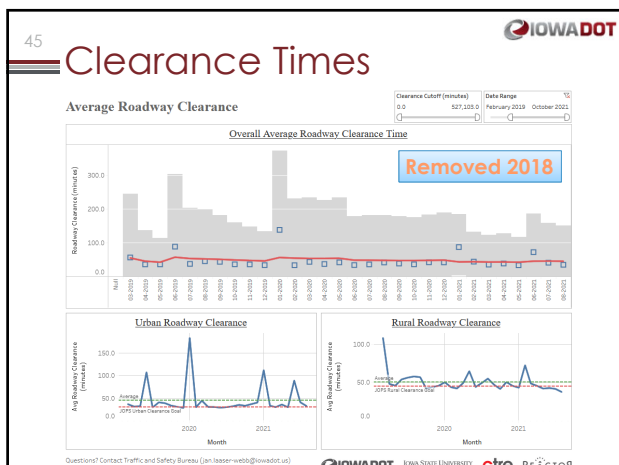 45
IOWADOT
Clearance Times
Average Roadway Clearance
Clearance Cutoff (minutes)
0.0 527,103.0
Date Range
February 2019 October 2021
Overall Average Roadway Clearance Time
Removed 2018
Roadway Clearance (minutes)
300.0
200.0
100.0
0.0
Null
03-2019
04-2019
05-2019
06-2019
07-2019
08-2019
09-2019
10-2019
11-2019
12-2019
01-2020
02-2020
03-2020
04-2020
05-2020
06-2020
07-2020
08-2020
09-2020
10-2020
11-2020
12-2020
01-2021
02-2021
03-2021
04-2021
05-2021
06-2021
07-2021
08-2021
Urban Roadway Clearance
Avg Roadway Clearance
(minutes)
150.0
100.0
50.0
0.0
Average
JOPS Urban Clearance Goal
2020 2021
Month
Rural Roadway Clearance
Avg Roadway Clearance
(minutes)
100.0
50.0
0.0
Average
JOPS Rural Clearance Goal
2020 2021
Month
Questions? Contact Traffic and Safety Bureau (jan.laaser-webb@iowadot.us)
IOWADOT IOWA STATE UNIVERSITY ctre